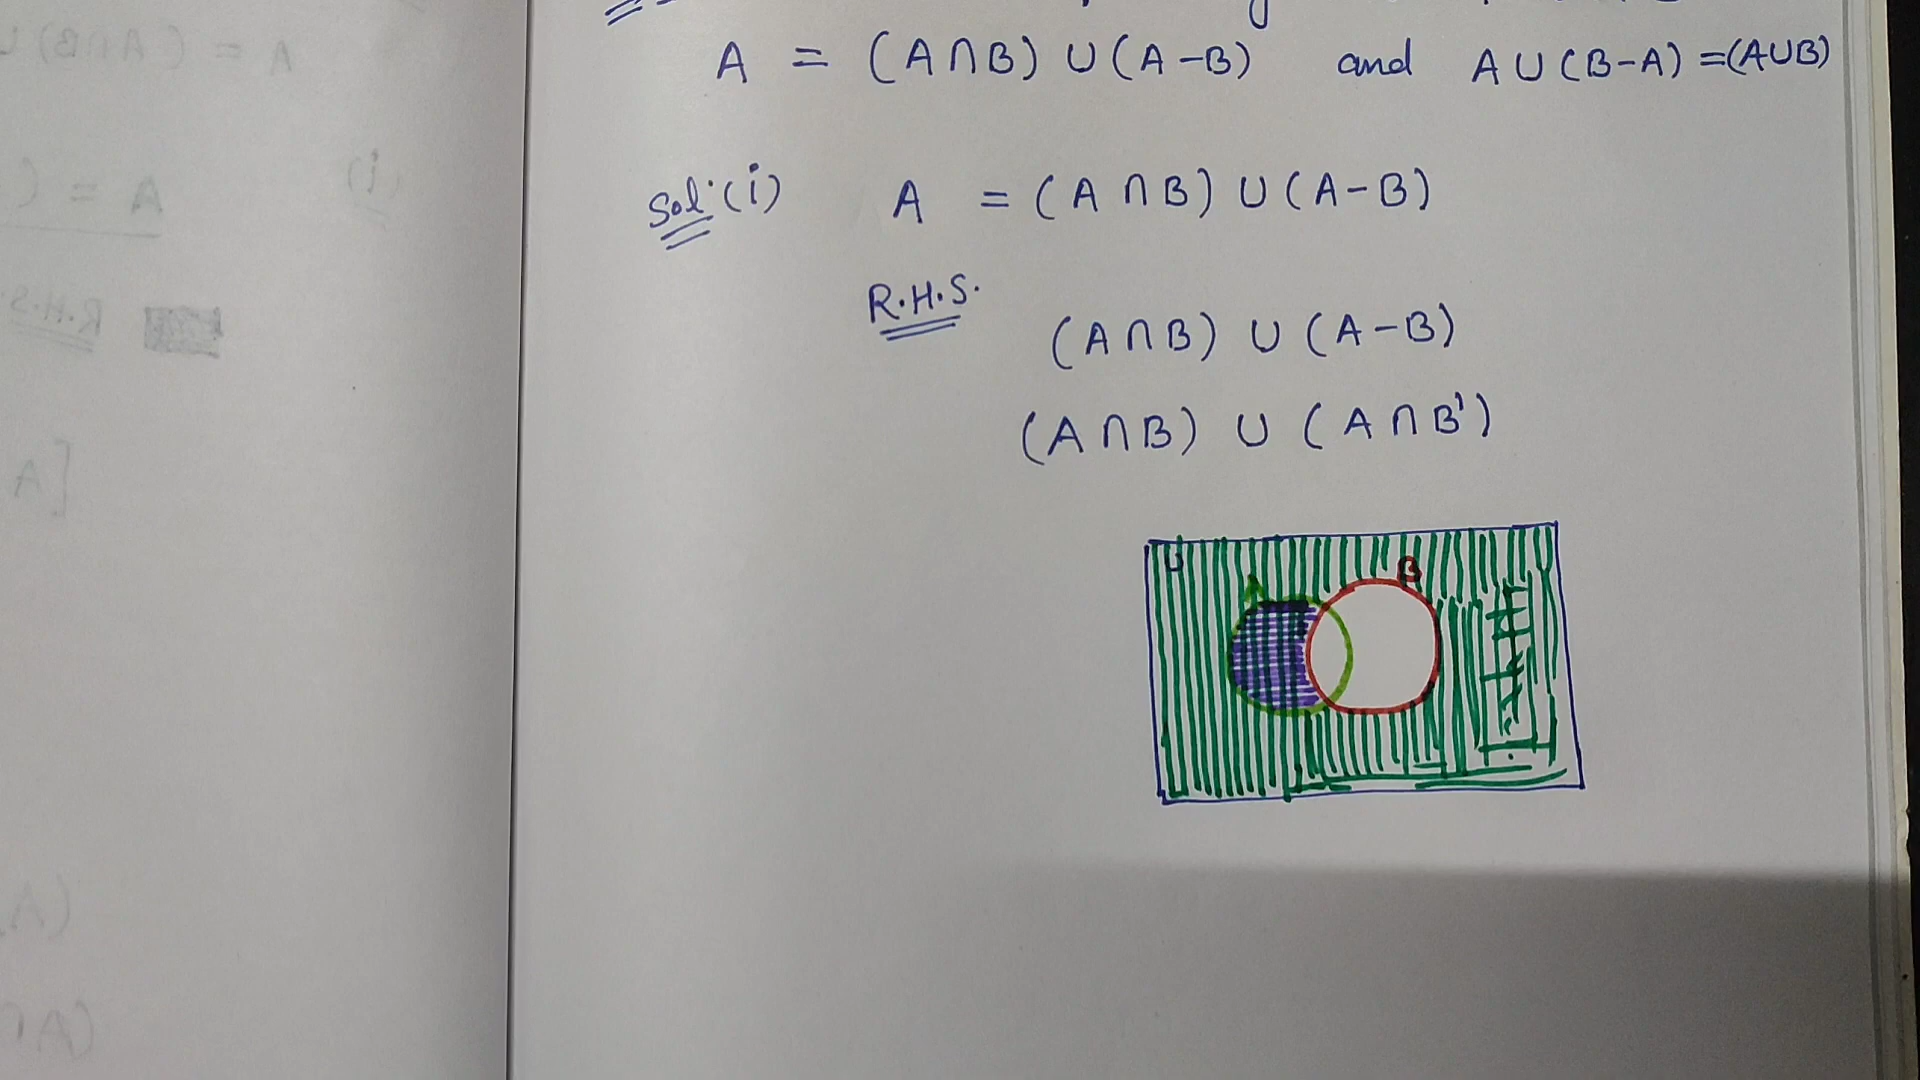 A = (A∩B) ∪ (A-B) and A∪(B-A) =(A∪B)
Sol.(i) A = (A∩B) ∪ (A-B)
R.H.S.
(A∩B) ∪ (A-B)
(A∩B) ∪ (A∩B')
U
A
B